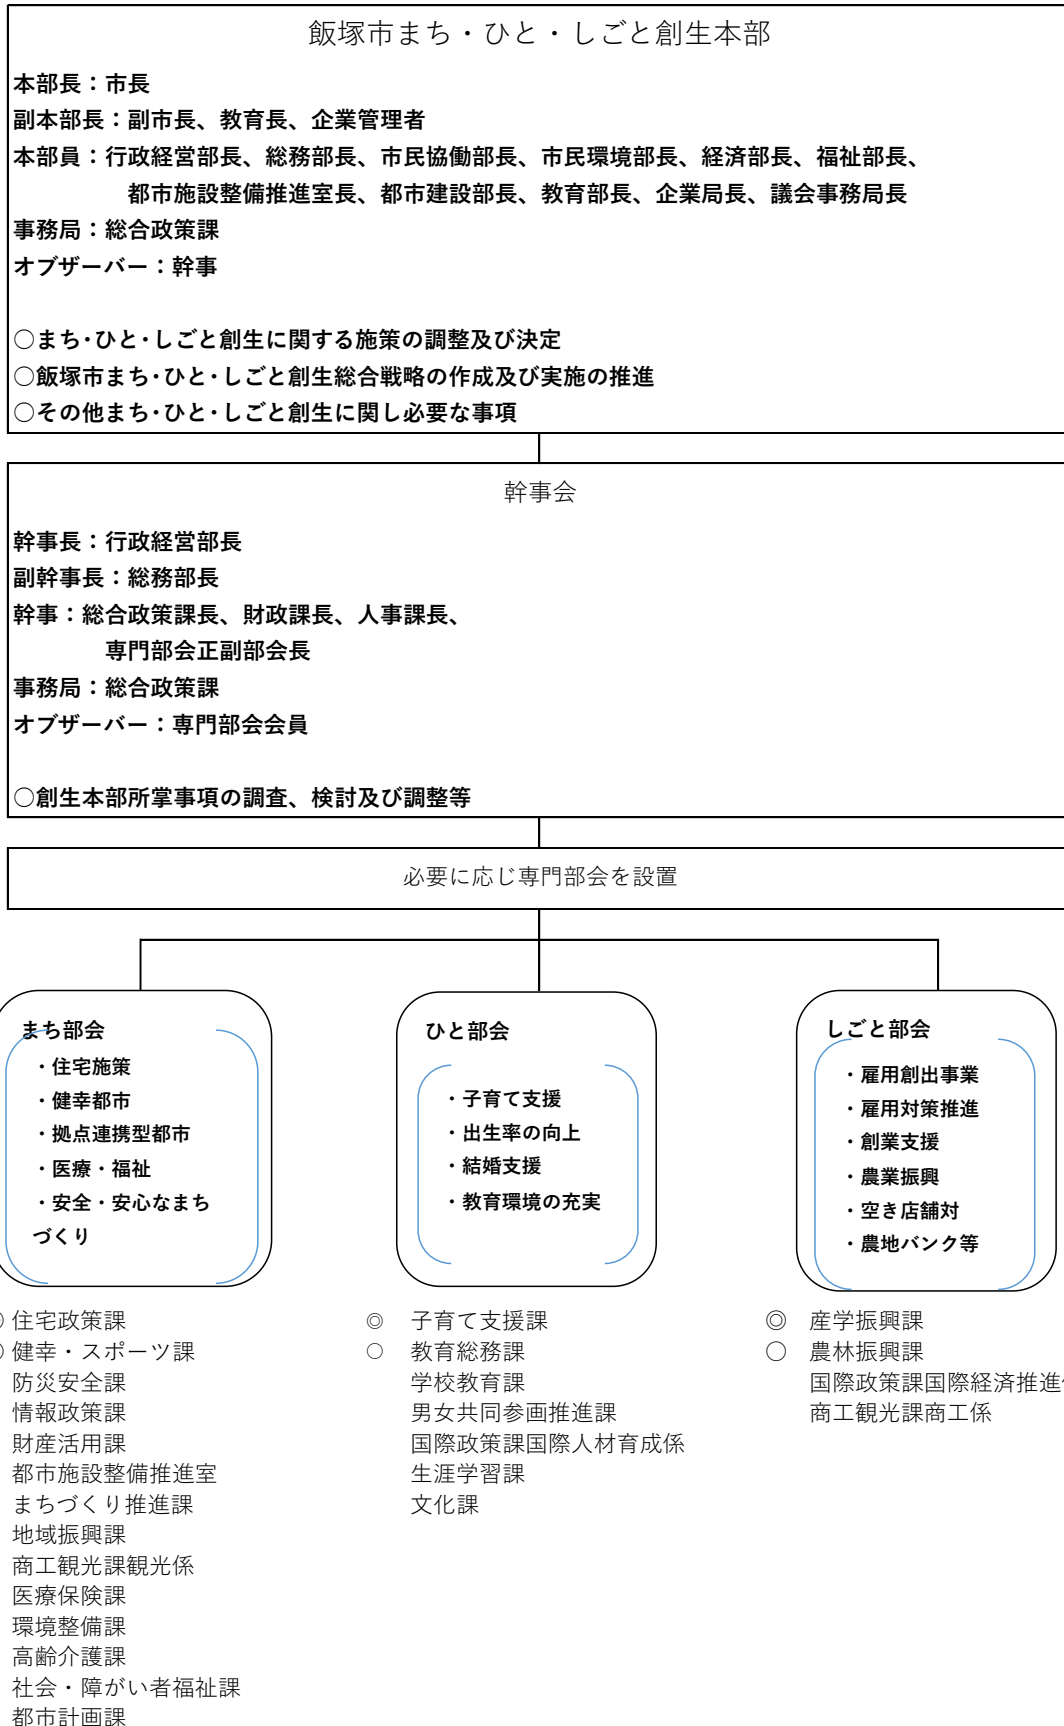 飯塚市まち・ひと・しごと創生本部
本部長：市長
副本部長：副市長、教育長、企業管理者
本部員：行政経営部長、総務部長、市民協働部長、市民環境部長、経済部長、福祉部長、
都市施設整備推進室長、都市建設部長、教育部長、企業局長、議会事務局長
事務局：総合政策課
オブザーバー：幹事
○まち･ひと･しごと創生に関する施策の調整及び決定
○飯塚市まち･ひと･しごと創生総合戦略の作成及び実施の推進
○その他まち･ひと･しごと創生に関し必要な事項
幹事会
幹事長：行政経営部長
副幹事長：総務部長
幹事：総合政策課長、財政課長、人事課長、
専門部会正副部会長
事務局：総合政策課
オブザーバー：専門部会会員
○創生本部所掌事項の調査、検討及び調整等
必要に応じ専門部会を設置
まち部会
・住宅施策
・健幸都市
・拠点連携型都市
・医療・福祉
・安全・安心なまち
づくり
◎ 住宅政策課
○ 健幸・スポーツ課
防災安全課
情報政策課
財産活用課
都市施設整備推進室
まちづくり推進課
地域振興課
商工観光課観光係
医療保険課
環境整備課
高齢介護課
社会・障がい者福祉課
都市計画課
ひと部会
・子育て支援
・出生率の向上
・結婚支援
・教育環境の充実
◎ 子育て支援課
○ 教育総務課
学校教育課
男女共同参画推進課
国際政策課国際人材育成係
生涯学習課
文化課
しごと部会
・雇用創出事業
・雇用対策推進
・創業支援
・農業振興
・空き店舗対
・農地バンク等
◎ 産学振興課
○ 農林振興課
国際政策課国際経済推進
商工観光課商工係